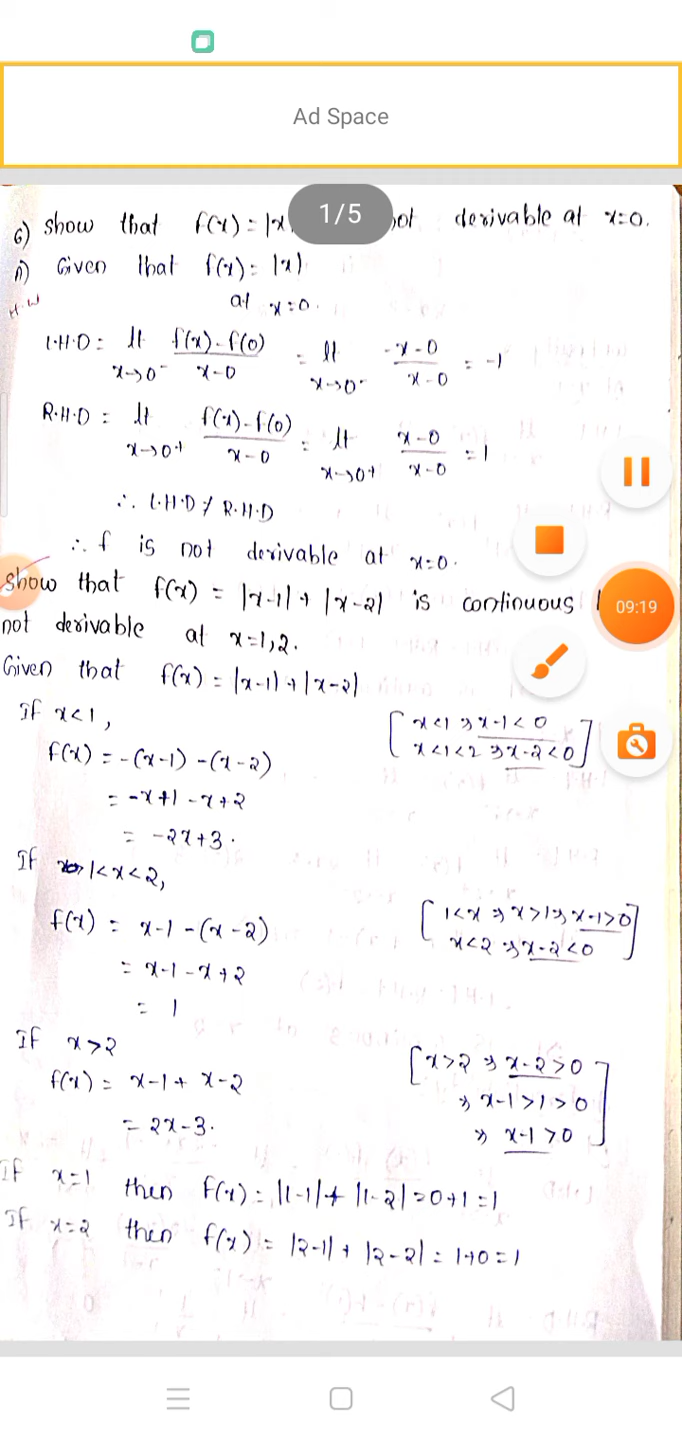 Ad Space
1/5
6) show that f(x) = |x| not derivable at x=0.
A) Given that f(x) = |x|
H.W at x=0.
L.H.D = lt x→0- f(x)-f(0)/x-0 = lt x→0- -x-0/x-0 = -1
R.H.D = lt x→0+ f(x)-f(0)/x-0 = lt x→0+ x-0/x-0 = 1
∴ L.H.D ≠ R.H.D
∴ f is not derivable at x=0.
show that f(x) = |x-1| + |x-2| is continuous
09:19
not derivable at x=1,2.
Given that f(x) = |x-1| + |x-2|
If x<1, [x<1 ⇒ x-1<0
f(x) = -(x-1) -(x-2) x<1<2 ⇒ x-2<0]
= -x+1 -x+2
= -2x+3.
If 1<x<2,
f(x) = x-1 -(x-2) [1<x ⇒ x>1 ⇒ x-1>0
= x-1 -x+2 x<2 ⇒ x-2<0]
= 1
If x>2 [x>2 ⇒ x-2>0
f(x) = x-1 + x-2 ⇒ x-1>1>0
= 2x-3. ⇒ x-1>0]
If x=1 then f(x) = |1-1| + |1-2| = 0+1 = 1
If x=2 then f(x) = |2-1| + |2-2| = 1+0 = 1